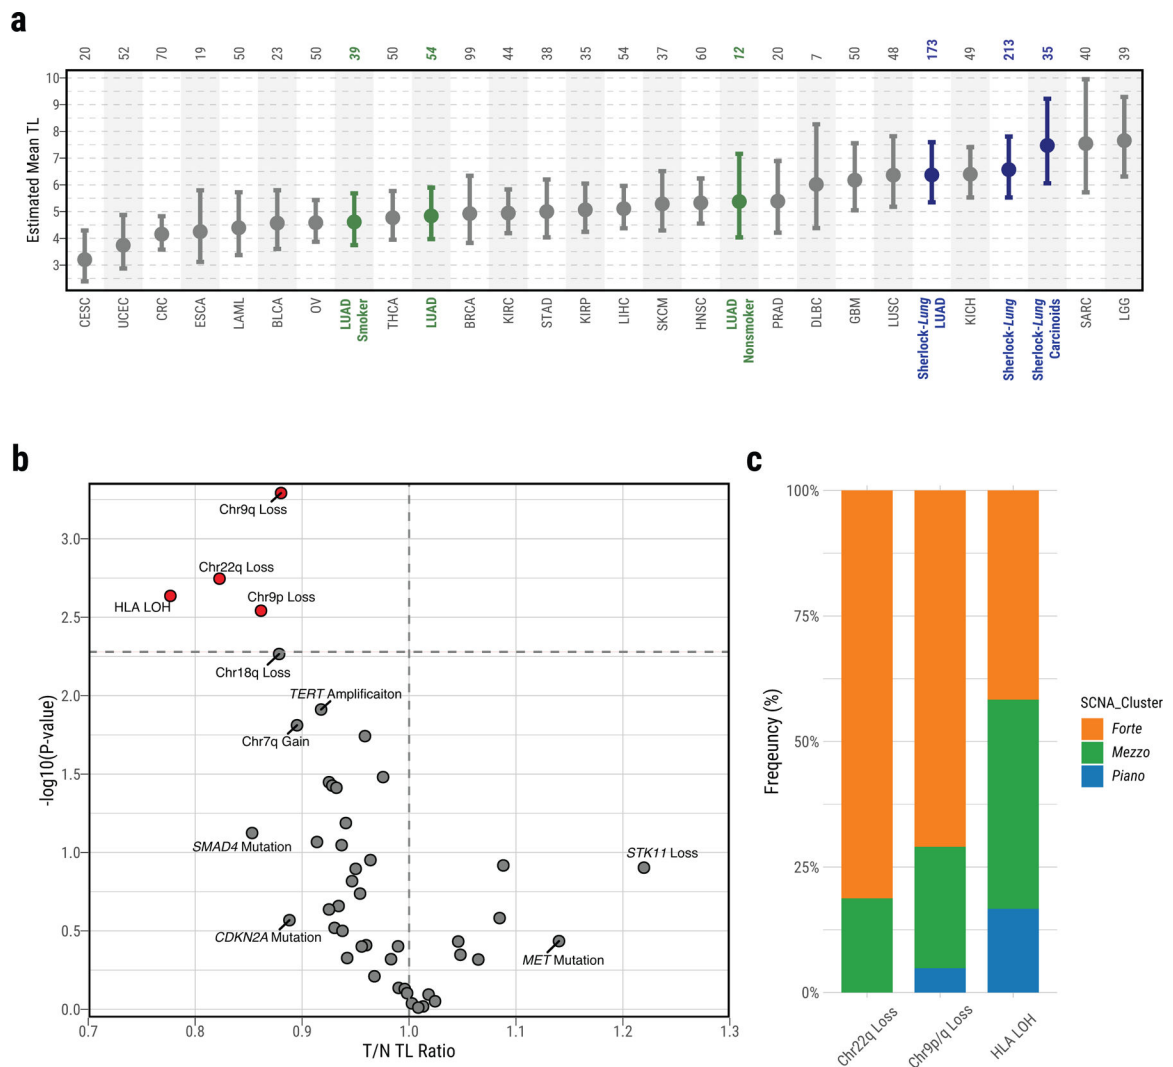 a
20 52 70 19 50 23 50 39 50 54 99 44 38 35 54 37 60 12 20 7 50 48 173 49 213 35 40 39
Estimated Mean TL
10
9
8
7
6
5
4
3
CESC UCEC CRC ESCA LAML BLCA OV LUAD Smoker THCA LUAD BRCA KIRC STAD KIRP LIHC SKCM HNSC LUAD Nonsmoker PRAD DLBC GBM LUSC Sherlock-Lung LUAD KICH Sherlock-Lung Sherlock-Lung Carcinoids SARC LGG
b
-log10(P-value)
3.0
2.5
2.0
1.5
1.0
0.5
0.0
Chr9q Loss
Chr22q Loss
Chr9p Loss
HLA LOH
Chr18q Loss
TERT Amplificaiton
Chr7q Gain
SMAD4 Mutation
STK11 Loss
CDKN2A Mutation
MET Mutation
0.7 0.8 0.9 1.0 1.1 1.2 1.3
T/N TL Ratio
c
Freqeuncy (%)
100%
75%
50%
25%
0%
Chr22q Loss Chr9p/q Loss HLA LOH
SCNA_Cluster
Forte
Mezzo
Piano